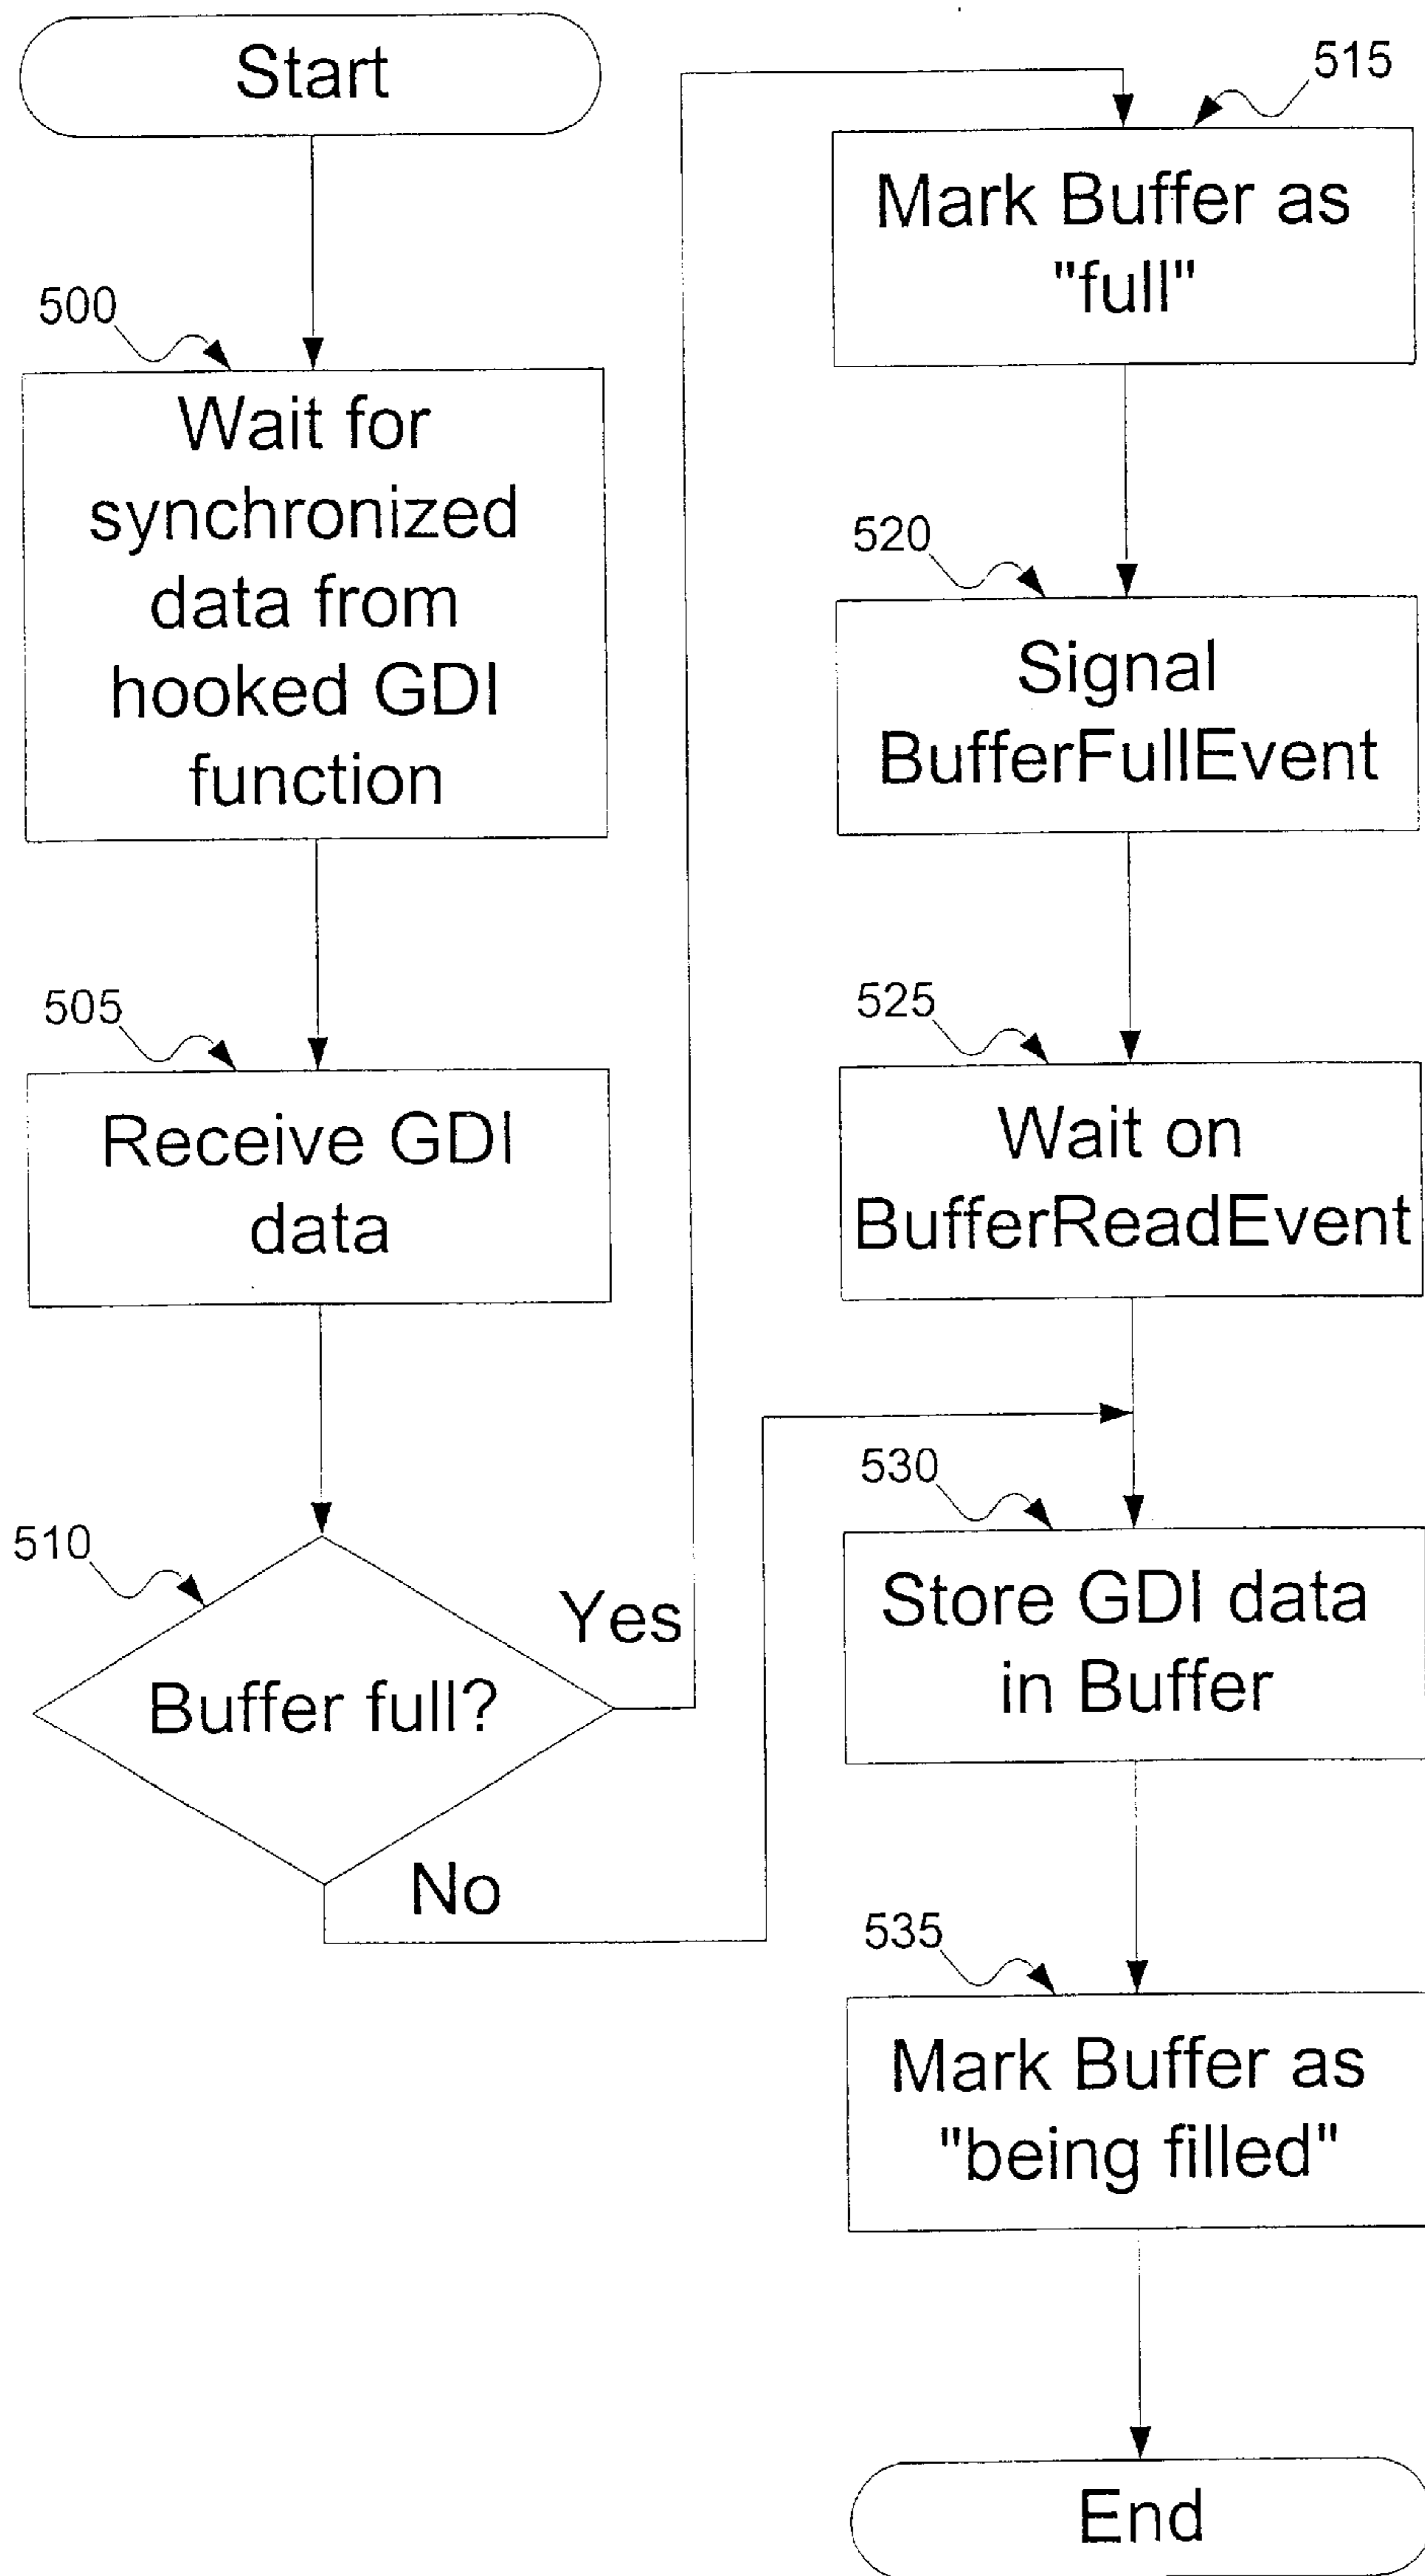 Start
500
Wait for
synchronized
data from
hooked GDI
function
505
Receive GDI
data
510
Buffer full?
Yes
No
515
Mark Buffer as
"full"
520
Signal
BufferFullEvent
525
Wait on
BufferReadEvent
530
Store GDI data
in Buffer
535
Mark Buffer as
"being filled"
End